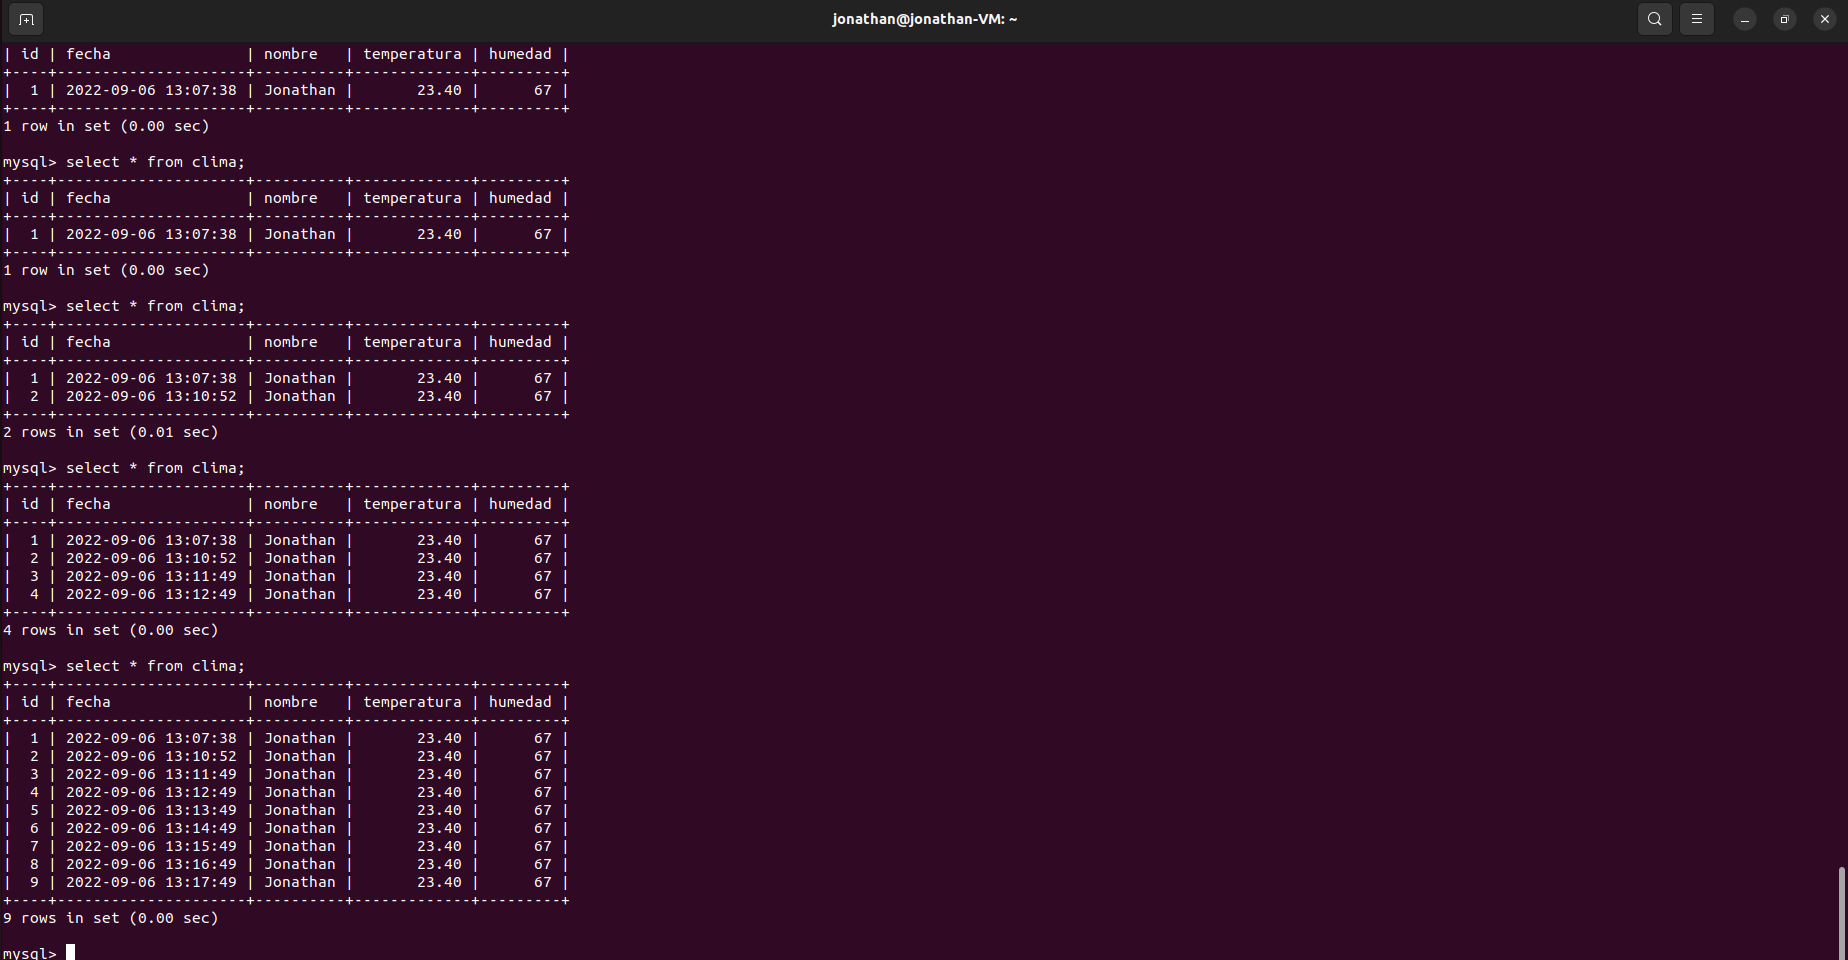 jonathan@jonathan-VM: ~
| id | fecha               | nombre   | temperatura | humedad |
+----+---------------------+----------+-------------+---------+
|  1 | 2022-09-06 13:07:38 | Jonathan |       23.40 |      67 |
+----+---------------------+----------+-------------+---------+
1 row in set (0.00 sec)

mysql> select * from clima;
+----+---------------------+----------+-------------+---------+
| id | fecha               | nombre   | temperatura | humedad |
+----+---------------------+----------+-------------+---------+
|  1 | 2022-09-06 13:07:38 | Jonathan |       23.40 |      67 |
+----+---------------------+----------+-------------+---------+
1 row in set (0.00 sec)

mysql> select * from clima;
+----+---------------------+----------+-------------+---------+
| id | fecha               | nombre   | temperatura | humedad |
+----+---------------------+----------+-------------+---------+
|  1 | 2022-09-06 13:07:38 | Jonathan |       23.40 |      67 |
|  2 | 2022-09-06 13:10:52 | Jonathan |       23.40 |      67 |
+----+---------------------+----------+-------------+---------+
2 rows in set (0.01 sec)

mysql> select * from clima;
+----+---------------------+----------+-------------+---------+
| id | fecha               | nombre   | temperatura | humedad |
+----+---------------------+----------+-------------+---------+
|  1 | 2022-09-06 13:07:38 | Jonathan |       23.40 |      67 |
|  2 | 2022-09-06 13:10:52 | Jonathan |       23.40 |      67 |
|  3 | 2022-09-06 13:11:49 | Jonathan |       23.40 |      67 |
|  4 | 2022-09-06 13:12:49 | Jonathan |       23.40 |      67 |
+----+---------------------+----------+-------------+---------+
4 rows in set (0.00 sec)

mysql> select * from clima;
+----+---------------------+----------+-------------+---------+
| id | fecha               | nombre   | temperatura | humedad |
+----+---------------------+----------+-------------+---------+
|  1 | 2022-09-06 13:07:38 | Jonathan |       23.40 |      67 |
|  2 | 2022-09-06 13:10:52 | Jonathan |       23.40 |      67 |
|  3 | 2022-09-06 13:11:49 | Jonathan |       23.40 |      67 |
|  4 | 2022-09-06 13:12:49 | Jonathan |       23.40 |      67 |
|  5 | 2022-09-06 13:13:49 | Jonathan |       23.40 |      67 |
|  6 | 2022-09-06 13:14:49 | Jonathan |       23.40 |      67 |
|  7 | 2022-09-06 13:15:49 | Jonathan |       23.40 |      67 |
|  8 | 2022-09-06 13:16:49 | Jonathan |       23.40 |      67 |
|  9 | 2022-09-06 13:17:49 | Jonathan |       23.40 |      67 |
+----+---------------------+----------+-------------+---------+
9 rows in set (0.00 sec)

mysql>